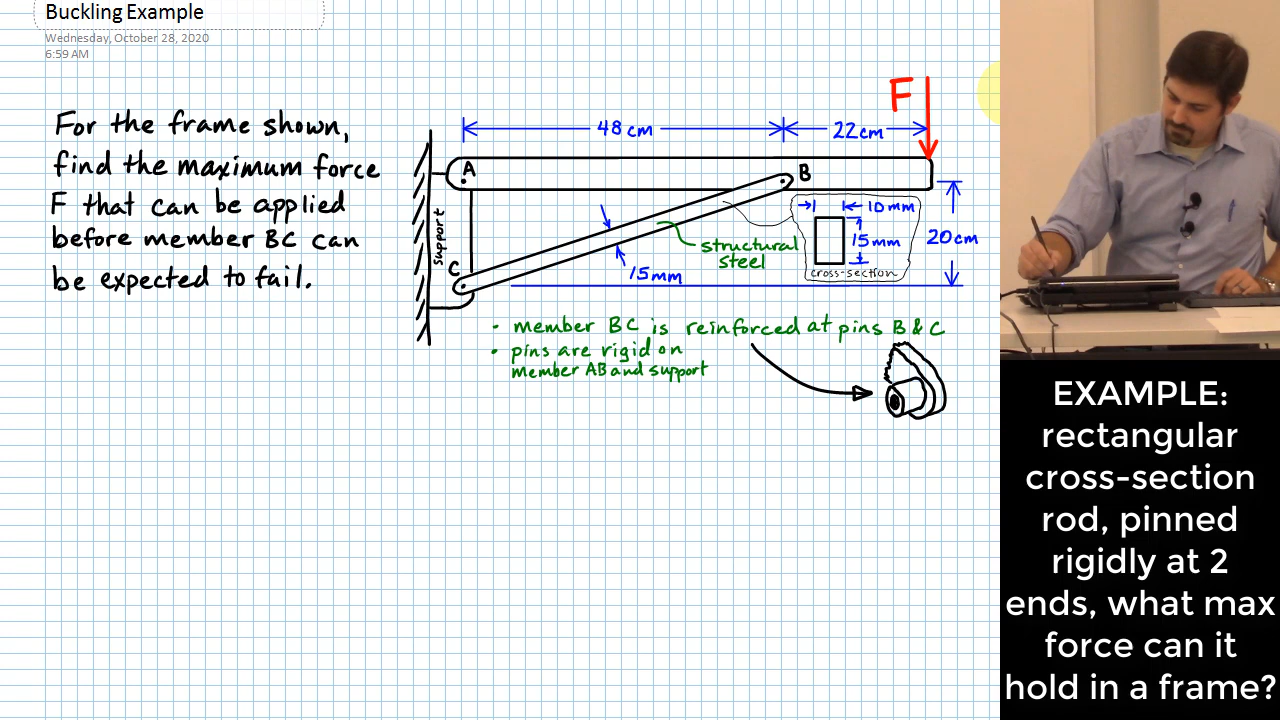 Buckling Example
Wednesday, October 28, 2020
6:59 AM
For the frame shown,
find the maximum force
F that can be applied
before member BC can
be expected to fail.
F
48 cm
22cm
A
B
C
support
structural
steel
15mm
10mm
15mm
cross-section
20cm
• member BC is reinforced at pins B & C
• pins are rigid on
member AB and support
EXAMPLE:
rectangular
cross-section
rod, pinned
rigidly at 2
ends, what max
force can it
hold in a frame?